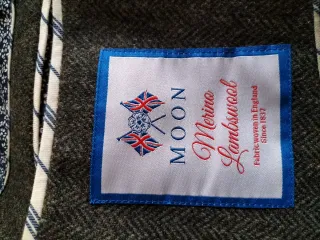 MOON
Merino
Lambswool
Fabric woven in England
Since 1837